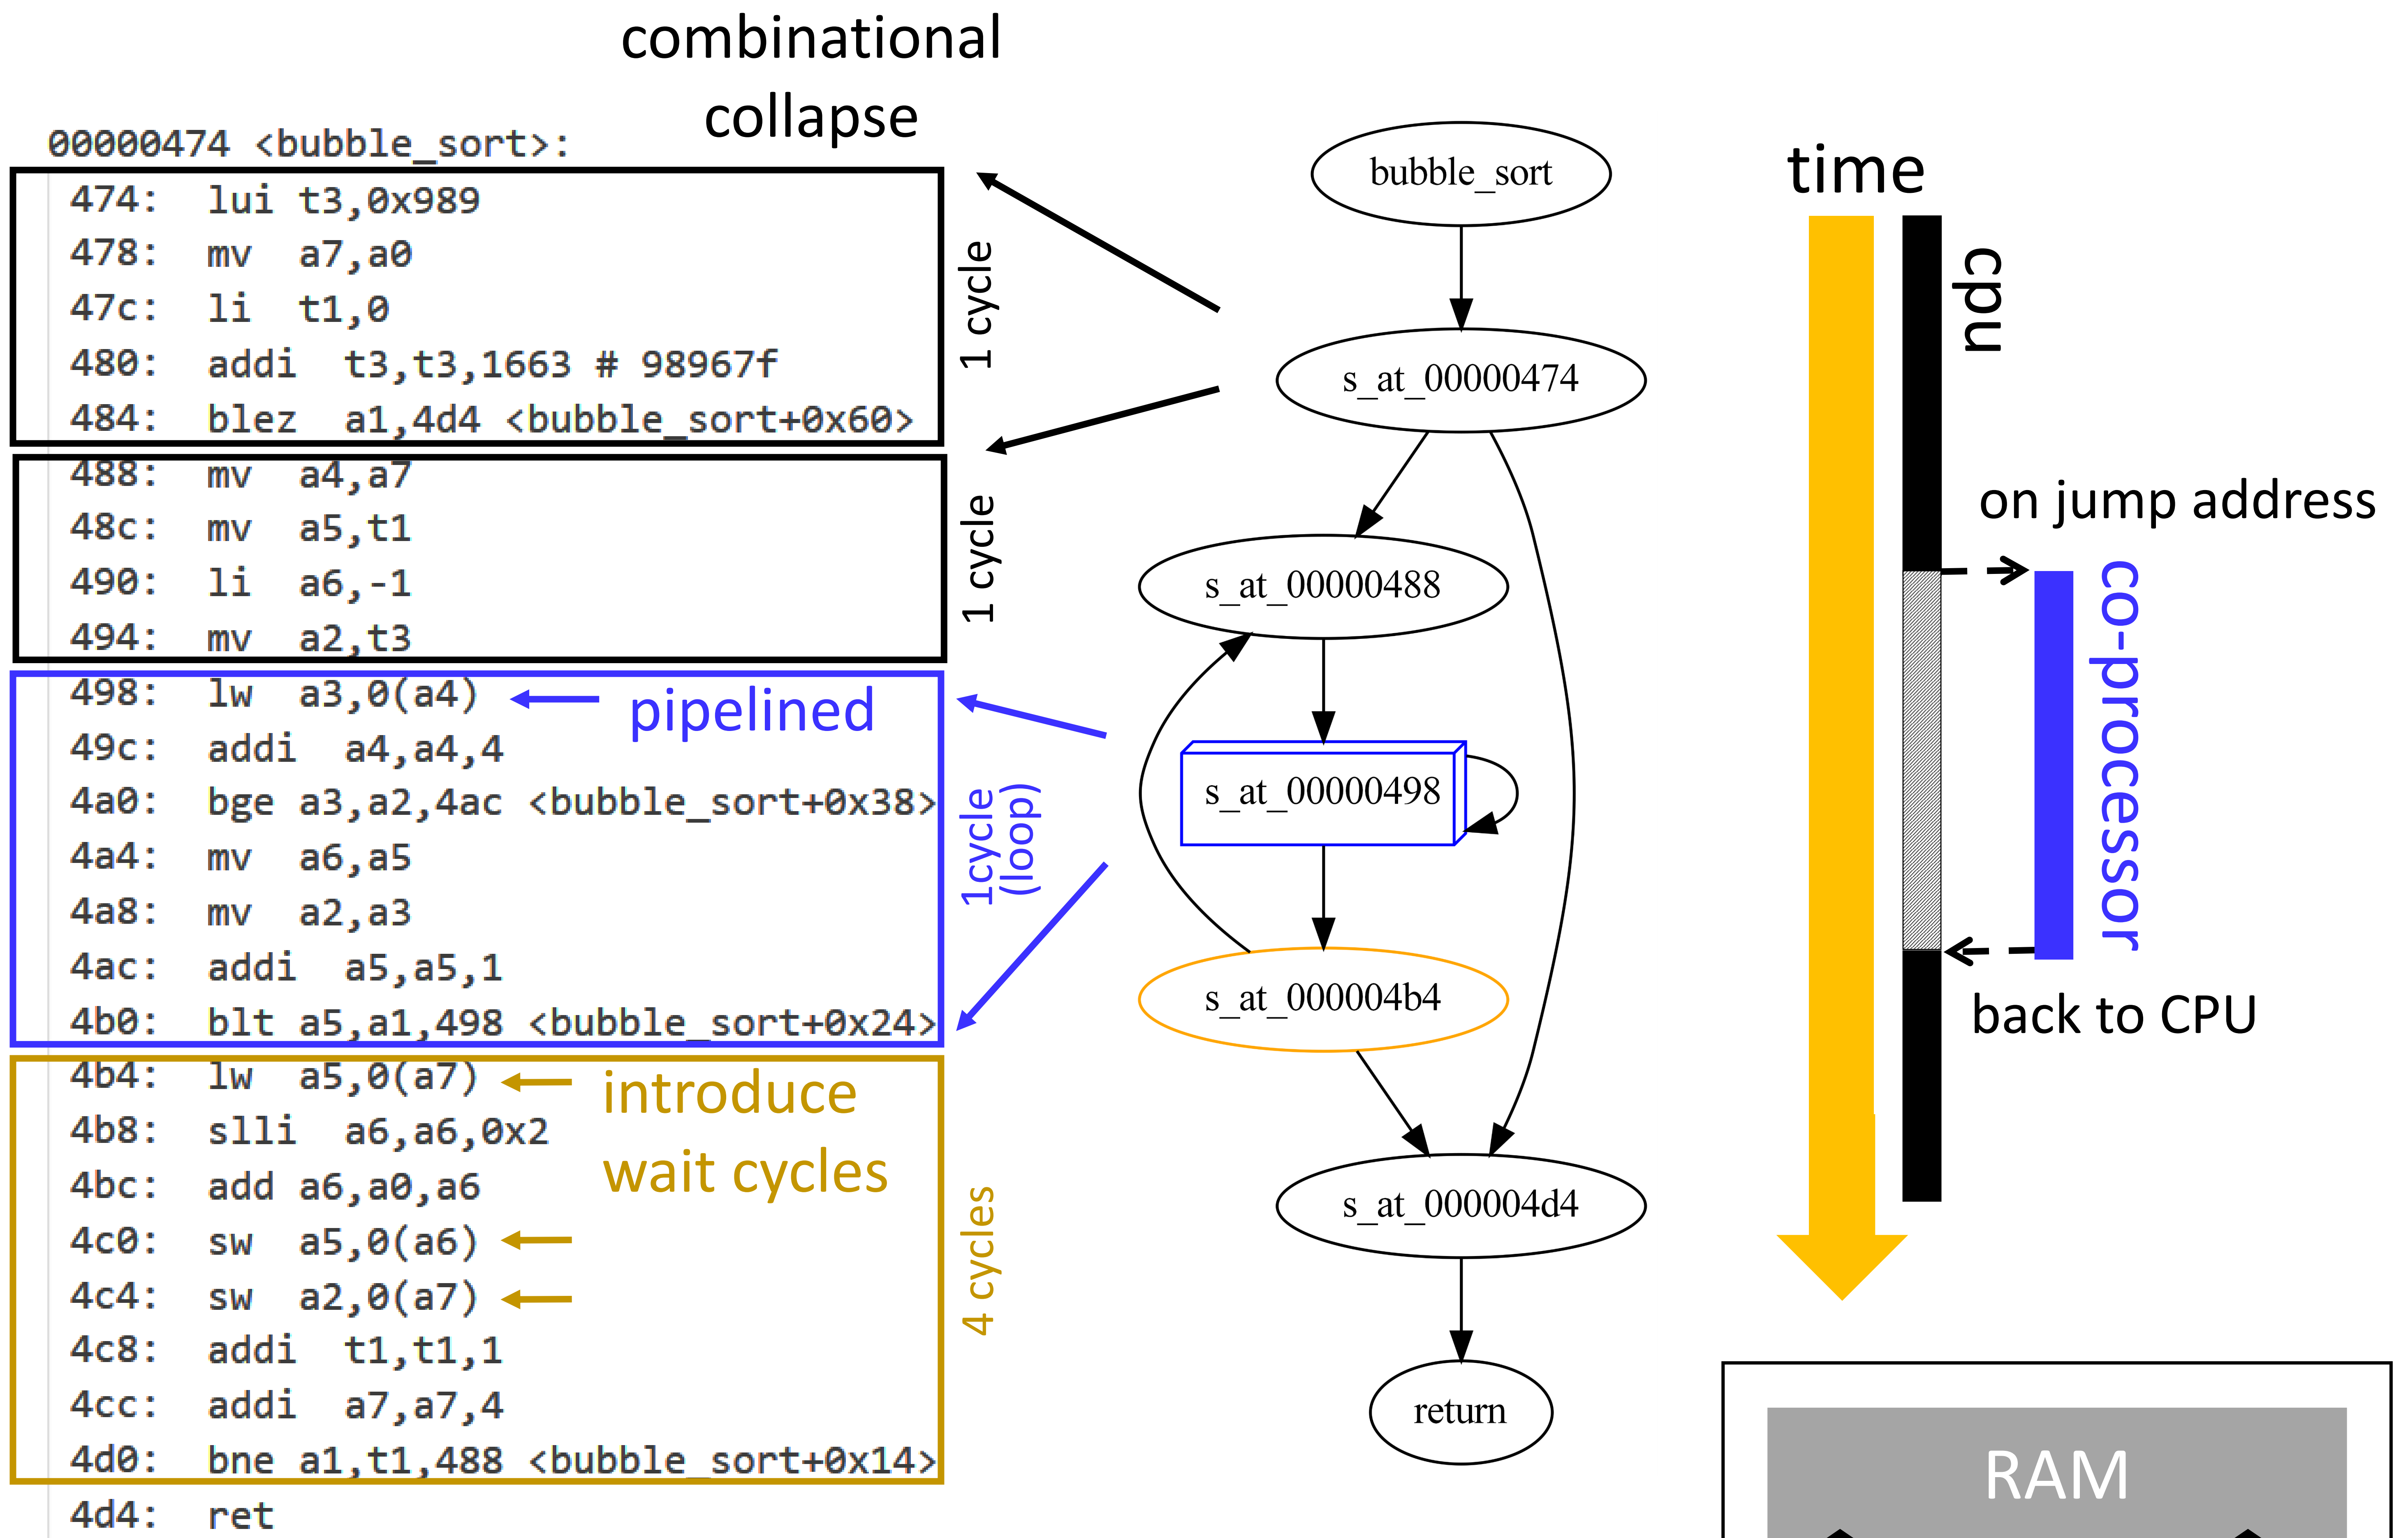 combinational
collapse
00000474 <bubble_sort>:
474: lui t3,0x989
478: mv a7,a0
47c: li t1,0
480: addi t3,t3,1663 # 98967f
484: blez a1,4d4 <bubble_sort+0x60>
1 cycle
488: mv a4,a7
48c: mv a5,t1
490: li a6,-1
494: mv a2,t3
1 cycle
498: lw a3,0(a4)
pipelined
49c: addi a4,a4,4
4a0: bge a3,a2,4ac <bubble_sort+0x38>
4a4: mv a6,a5
4a8: mv a2,a3
4ac: addi a5,a5,1
4b0: blt a5,a1,498 <bubble_sort+0x24>
1cycle
(loop)
4b4: lw a5,0(a7)
introduce
wait cycles
4b8: slli a6,a6,0x2
4bc: add a6,a0,a6
4c0: sw a5,0(a6)
4c4: sw a2,0(a7)
4c8: addi t1,t1,1
4cc: addi a7,a7,4
4d0: bne a1,t1,488 <bubble_sort+0x14>
4 cycles
4d4: ret
bubble_sort
s_at_00000474
s_at_00000488
s_at_00000498
s_at_000004b4
s_at_000004d4
return
time
cpu
on jump address
co-processor
back to CPU
RAM